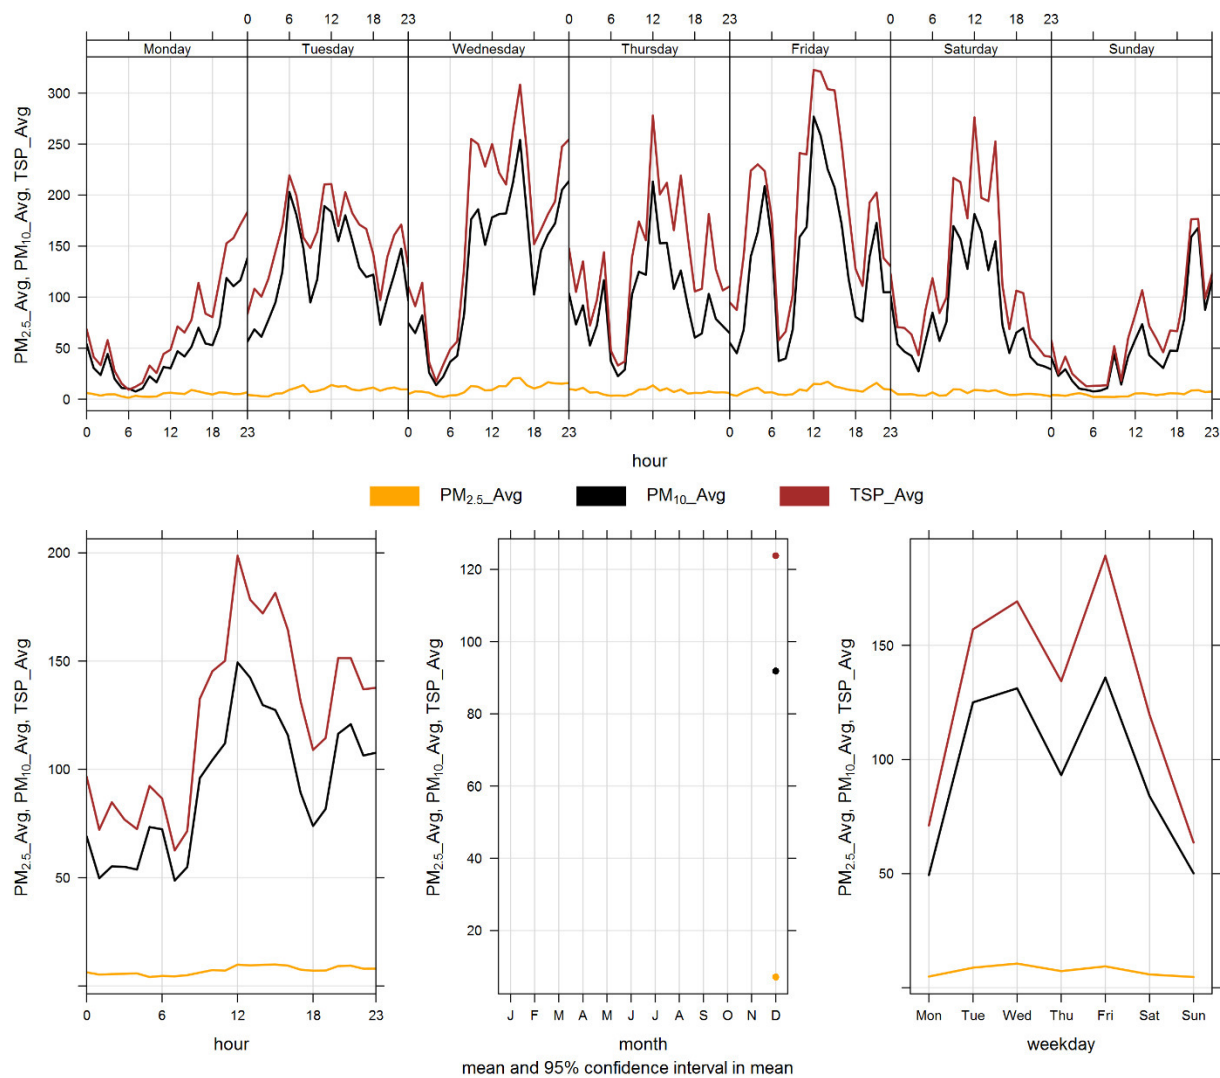 0 6 12 18 23 0 6 12 18 23 0 6 12 18 23
Monday Tuesday Wednesday Thursday Friday Saturday Sunday
PM2.5_Avg, PM10_Avg, TSP_Avg
300
250
200
150
100
50
0
0 6 12 18 0 6 12 18 23 0 6 12 18 0 6 12 18 23
hour
PM2.5_Avg PM10_Avg TSP_Avg
PM2.5_Avg, PM10_Avg, TSP_Avg
200
150
100
50
0 12 18 23
hour
PM2.5_Avg, PM10_Avg, TSP_Avg
120
100
80
60
40
20
J F M A M J J A S O N D
month
mean and 95% confidence interval in mean
PM2.5_Avg, PM10_Avg, TSP_Avg
150
100
50
Mon Tue Wed Thu Fri Sat Sun
weekday